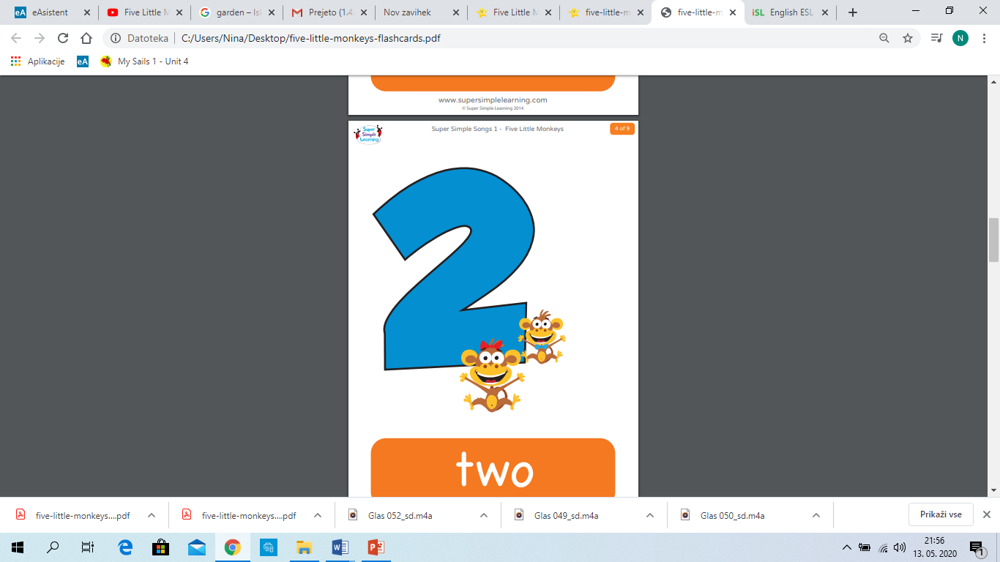 eAsistent
Five Little M
garden – Isk
Prejeto (1.4
Nov zavihek
Five Little M
five-little-m
five-little-m
iSL English ESL
Datoteka C:/Users/Nina/Desktop/five-little-monkeys-flashcards.pdf
N
Aplikacije
eA
My Sails 1 - Unit 4
www.supersimplelearning.com
© Super Simple Learning 2014
Super Simple Learning
Super Simple Songs 1 - Five Little Monkeys
4 of 9
2
two
five-little-monkeys....pdf
five-little-monkeys....pdf
Glas 052_sd.m4a
Glas 049_sd.m4a
Glas 050_sd.m4a
Prikaži vse
21:56
13. 05. 2020
1